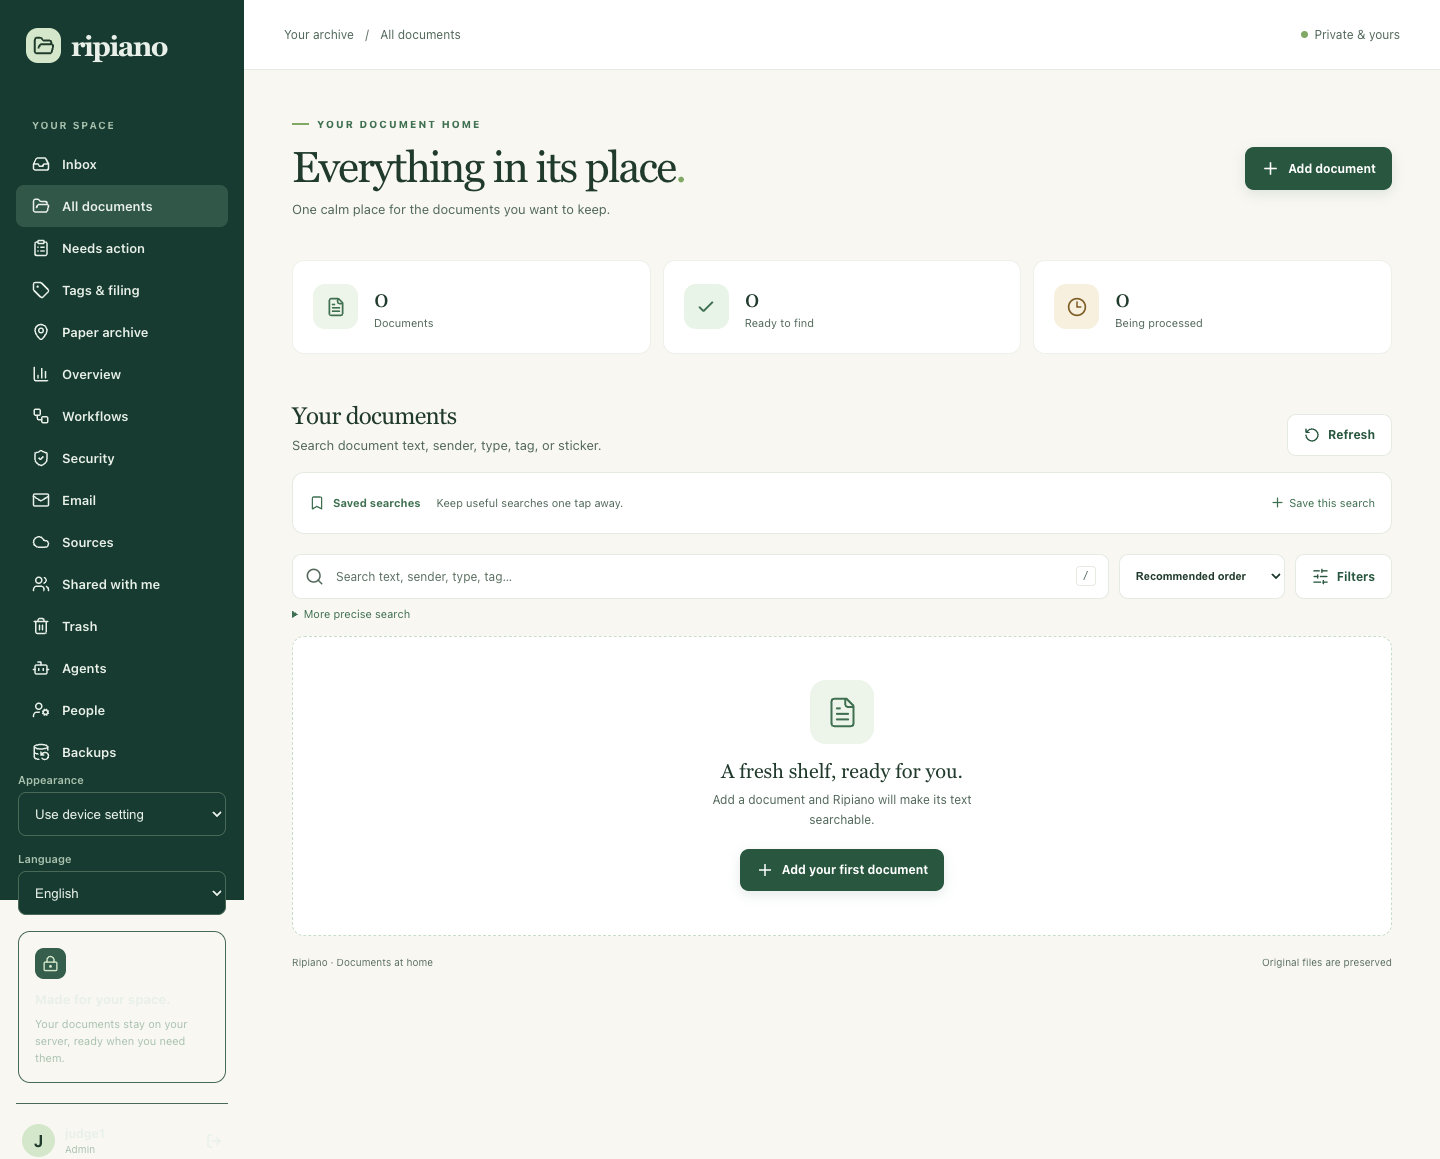 ripiano
YOUR SPACE
Inbox
All documents
Needs action
Tags & filing
Paper archive
Overview
Workflows
Security
Email
Sources
Shared with me
Trash
Agents
People
Backups
Appearance
Use device setting
Language
English
Made for your space.
Your documents stay on your
server, ready when you need
them.
J
judge1
Admin
Your archive / All documents
Private & yours
YOUR DOCUMENT HOME
Everything in its place.
One calm place for the documents you want to keep.
Add document
0
Documents
0
Ready to find
0
Being processed
Your documents
Search document text, sender, type, tag, or sticker.
Refresh
Saved searches Keep useful searches one tap away.
Save this search
Search text, sender, type, tag...
/
Recommended order
Filters
More precise search
A fresh shelf, ready for you.
Add a document and Ripiano will make its text
searchable.
Add your first document
Ripiano · Documents at home
Original files are preserved